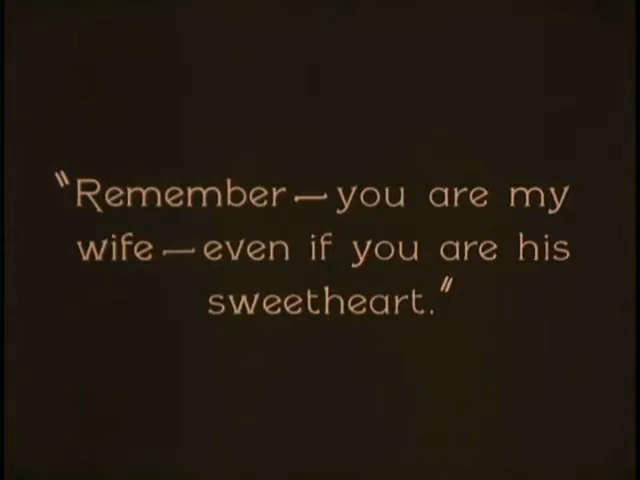 "Remember — you are my
wife — even if you are his
sweetheart."